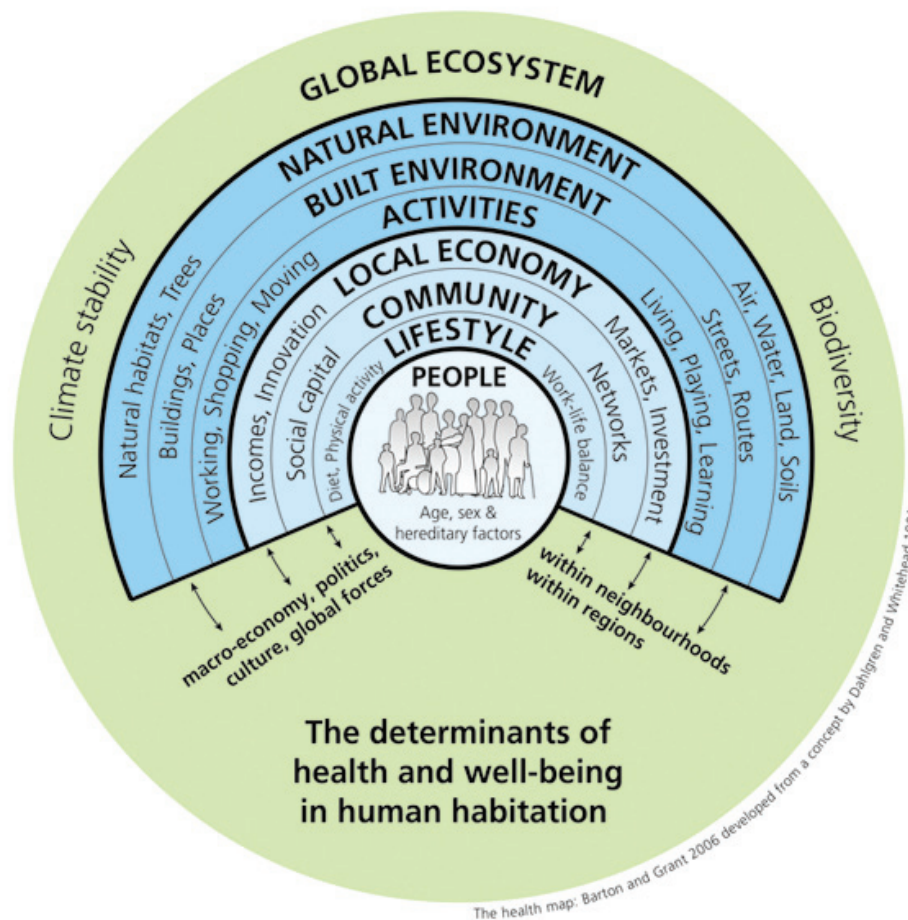 GLOBAL ECOSYSTEM
NATURAL ENVIRONMENT
BUILT ENVIRONMENT
ACTIVITIES
LOCAL ECONOMY
COMMUNITY
LIFESTYLE
PEOPLE
Age, sex &
hereditary factors
Climate stability
Natural habitats, Trees
Buildings, Places
Working, Shopping, Moving
Incomes, Innovation
Social capital
Diet, Physical activity
Work-life balance
Networks
Markets, Investment
Living, Playing, Learning
Streets, Routes
Air, Water, Land, Soils
Biodiversity
macro-economy, politics,
culture, global forces
within neighbourhoods
within regions
The determinants of
health and well-being
in human habitation
The health map: Barton and Grant 2006 developed from a concept by Dahlgren and Whitehead